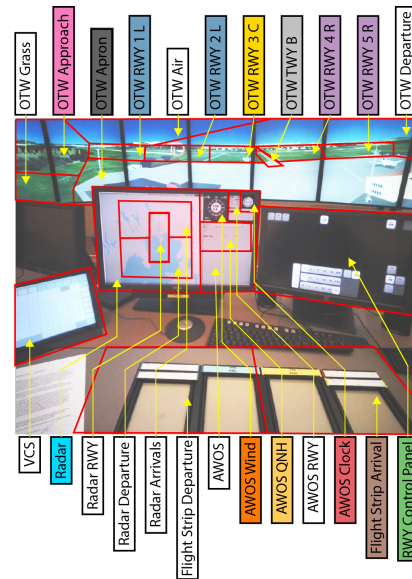 OTW Grass
OTW Approach
OTW Apron
OTW RWY 1 L
OTW Air
OTW RWY 2 L
OTW RWY 3 C
OTW TWY B
OTW RWY 4 R
OTW RWY 5 R
OTW Departure
VCS
Radar
Radar RWY
Radar Departure
Radar Arrivals
Flight Strip Departure
AWOS
AWOS Wind
AWOS QNH
AWOS RWY
AWOS Clock
Flight Strip Arrival
RWY Control Panel